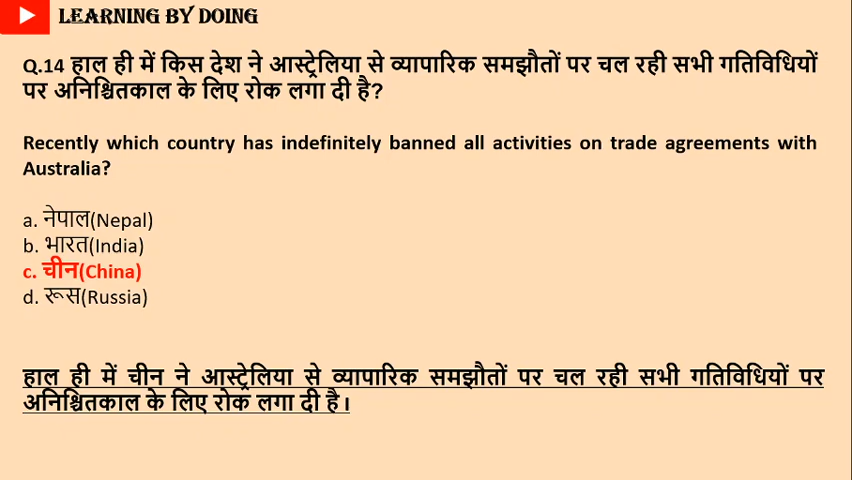 LEARNING BY DOING
Q.14 हाल ही में किस देश ने आस्ट्रेलिया से व्यापारिक समझौतों पर चल रही सभी गतिविधियों
पर अनिश्चितकाल के लिए रोक लगा दी है?
Recently which country has indefinitely banned all activities on trade agreements with
Australia?
a. नेपाल(Nepal)
b. भारत(India)
c. चीन(China)
d. रूस(Russia)
हाल ही में चीन ने आस्ट्रेलिया से व्यापारिक समझौतों पर चल रही सभी गतिविधियों पर
अनिश्चितकाल के लिए रोक लगा दी है।